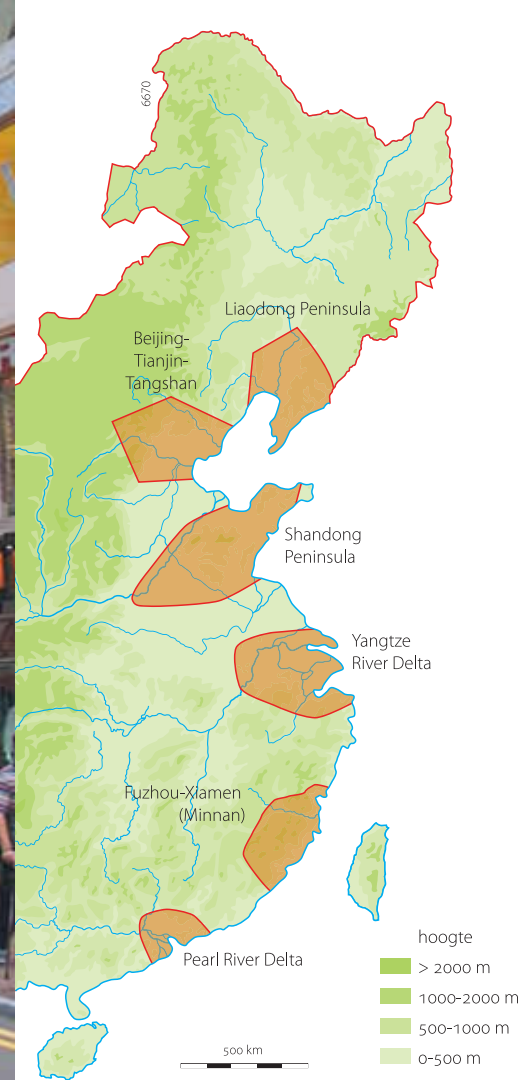 6670
Liaodong Peninsula
Beijing-
Tianjin-
Tangshan
Shandong
Peninsula
Yangtze
River Delta
Fuzhou-Xiamen
(Minnan)
Pearl River Delta
hoogte
> 2000 m
1000-2000 m
500-1000 m
0-500 m
500 km